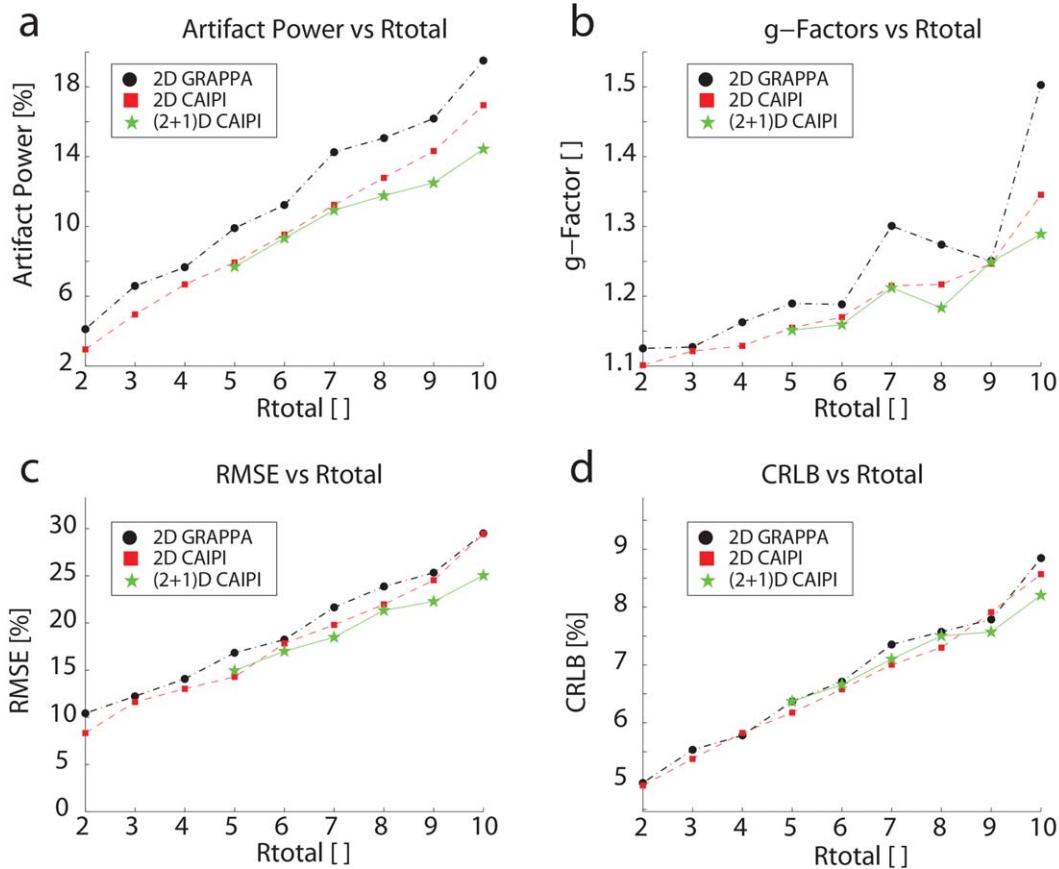 a
Artifact Power vs Rtotal
Artifact Power [%]
18
14
10
6
2
2D GRAPPA
2D CAIPI
(2+1)D CAIPI
2 3 4 5 6 7 8 9 10
Rtotal [ ]
b
g-Factors vs Rtotal
g-Factor [ ]
1.5
1.4
1.3
1.2
1.1
2D GRAPPA
2D CAIPI
(2+1)D CAIPI
2 3 4 5 6 7 8 9 10
Rtotal [ ]
c
RMSE vs Rtotal
RMSE [%]
30
25
20
15
10
5
0
2D GRAPPA
2D CAIPI
(2+1)D CAIPI
2 3 4 5 6 7 8 9 10
Rtotal [ ]
d
CRLB vs Rtotal
CRLB [%]
9
8
7
6
5
2D GRAPPA
2D CAIPI
(2+1)D CAIPI
2 3 4 5 6 7 8 9 10
Rtotal [ ]